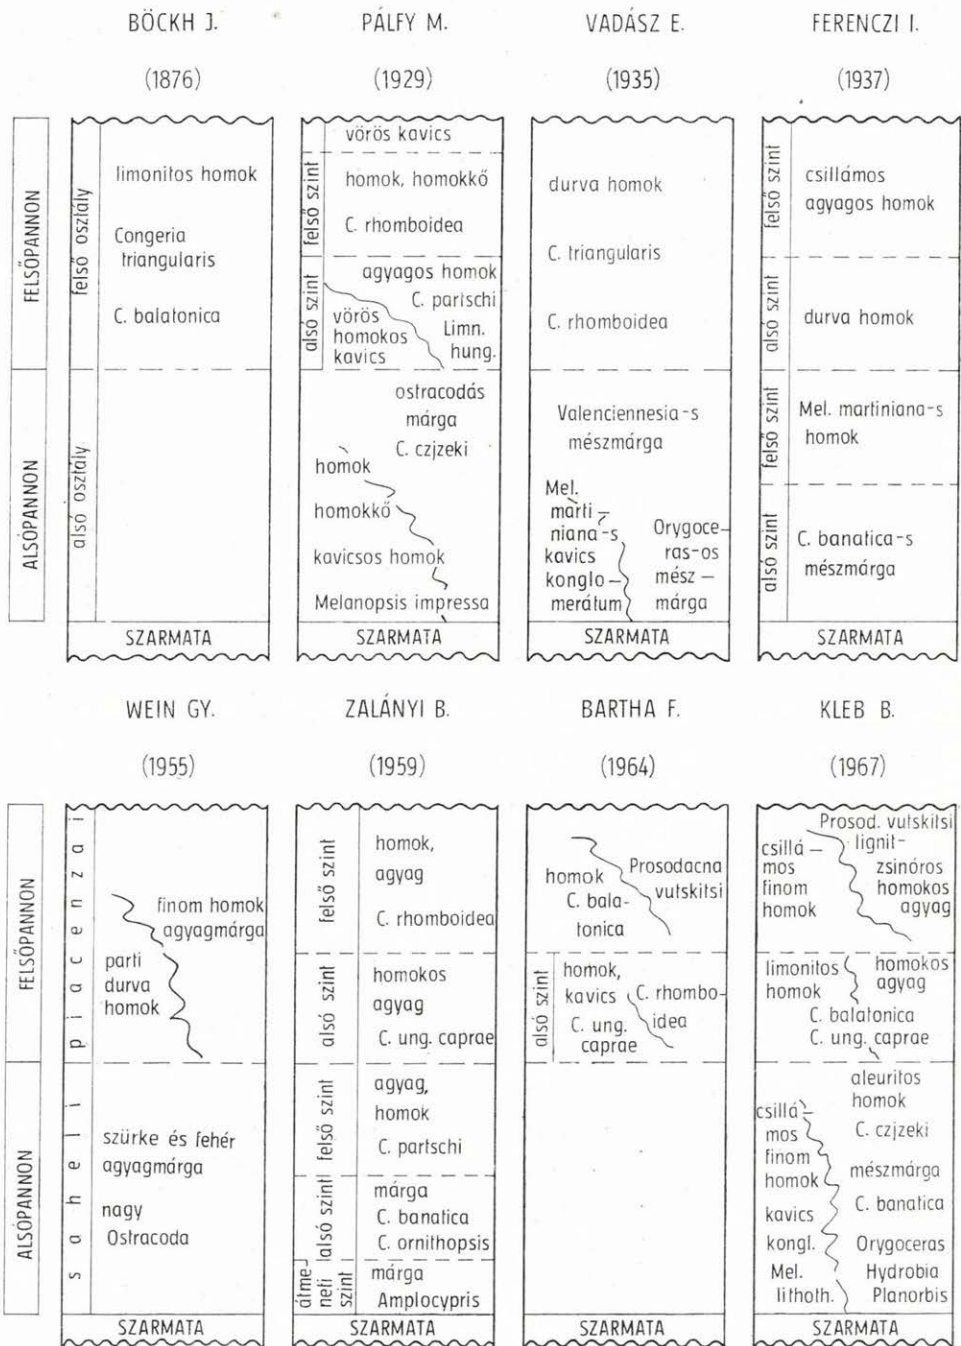 BÖCKH J.
(1876)
FELSŐPANNON
ALSÓPANNON
felső osztály
alsó osztály
limonitos homok
Congeria
triangularis
C. balatonica
SZARMATA
PÁLFY M.
(1929)
vörös kavics
felső szint
homok, homokkő
C. rhomboidea
alsó szint
agyagos homok
C. partschi
vörös
homokos
kavics
Limn.
hung.
ostracodás
márga
C. czjzeki
homok
homokkő
kavicsos homok
Melanopsis impressa
SZARMATA
VADÁSZ E.
(1935)
durva homok
C. triangularis
C. rhomboidea
Valenciennesia-s
mészmárga
Mel.
marti–
niana-s
kavics
konglo–
merátum
Orygoce–
ras-os
mész–
márga
SZARMATA
FERENCZI I.
(1937)
FELSŐPANNON
ALSÓPANNON
felső szint
csillámos
agyagos homok
alsó szint
durva homok
felső szint
Mel. martiniana-s
homok
alsó szint
C. banatica-s
mészmárga
SZARMATA
WEIN GY.
(1955)
FELSŐPANNON
ALSÓPANNON
piacenzai
sahelii
finom homok
agyagmárga
parti
durva
homok
szürke és fehér
agyagmárga
nagy
Ostracoda
SZARMATA
ZALÁNYI B.
(1959)
felső szint
homok,
agyag
C. rhomboidea
alsó szint
homokos
agyag
C. ung. caprae
felső szint
agyag,
homok
C. partschi
alsó szint
márga
C. banatica
C. ornithopsis
átme
neti
szint
márga
Amplocypris
SZARMATA
BARTHA F.
(1964)
homok
C. bala–
tonica
Prosodacna
vutskitsi
alsó szint
homok,
kavics
C. ung.
caprae
C. rhombo–
idea
SZARMATA
KLEB B.
(1967)
FELSŐPANNON
ALSÓPANNON
Prosod. vutskitsi
lignit–
zsinóros
homokos
agyag
csillá–
mos
finom
homok
limonitos
homok
homokos
agyag
C. balatonica
C. ung. caprae
aleuritos
homok
C. czjzeki
csillá–
mos
finom
homok
mészmárga
C. banatica
kavics
kongl.
Orygoceras
Mel.
lithoth.
Hydrobia
Planorbis
SZARMATA